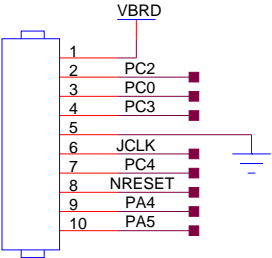 VBRD
1
2 PC2
3 PC0
4 PC3
5
6 JCLK
7 PC4
8 NRESET
9 PA4
10 PA5